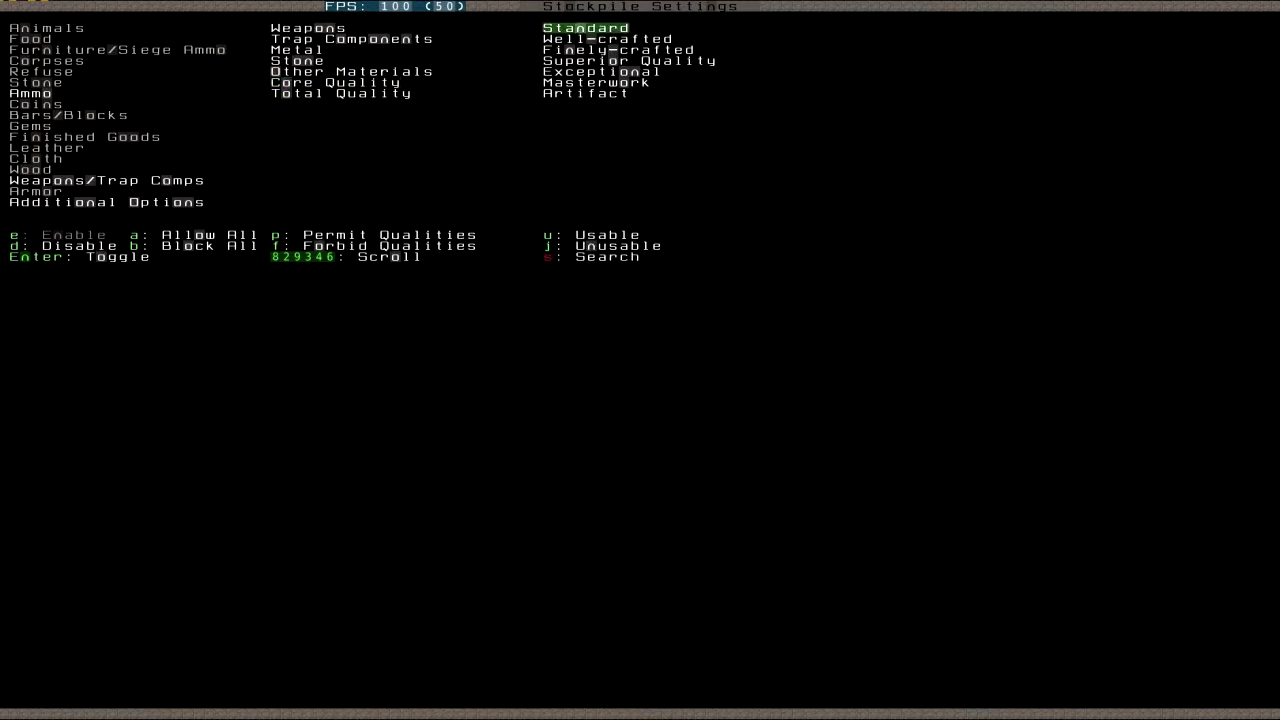 FPS: 100 (50) Stockpile Settings
Animals Weapons Standard
Food Trap Components Well-crafted
Furniture/Siege Ammo Metal Finely-crafted
Corpses Stone Superior Quality
Refuse Other Materials Exceptional
Stone Core Quality Masterwork
Ammo Total Quality Artifact
Coins
Bars/Blocks
Gems
Finished Goods
Leather
Cloth
Wood
Weapons/Trap Comps
Armor
Additional Options
e: Enable a: Allow All p: Permit Qualities u: Usable
d: Disable b: Block All f: Forbid Qualities j: Unusable
Enter: Toggle 829346: Scroll s: Search